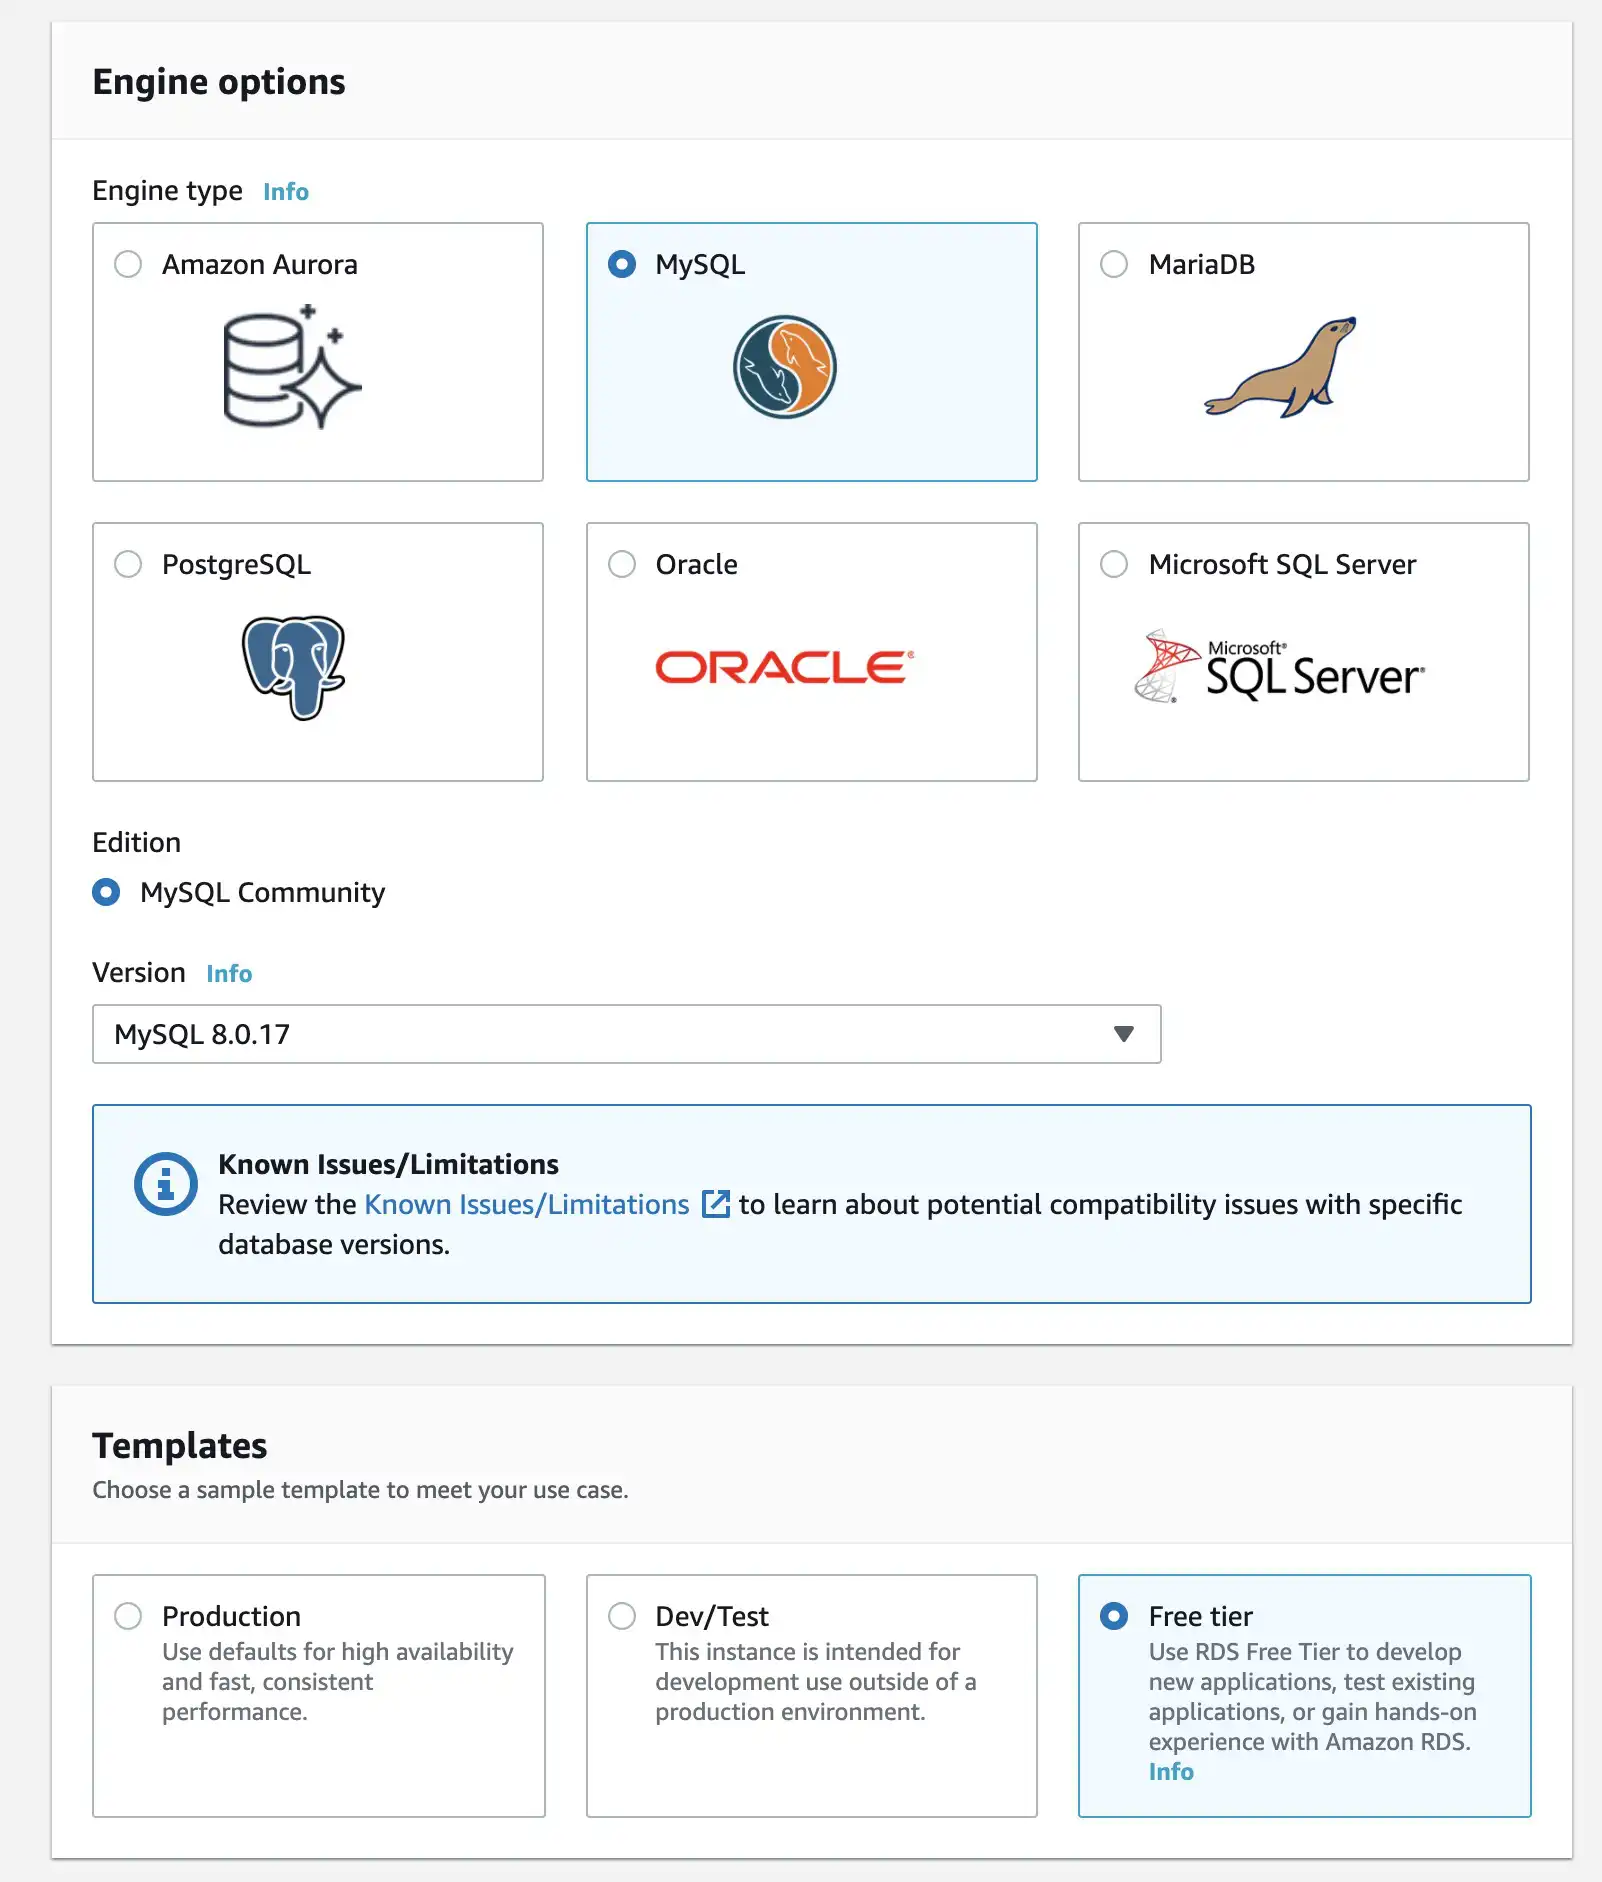 Engine options
Engine type Info
Amazon Aurora
MySQL
MariaDB
PostgreSQL
Oracle
ORACLE®
Microsoft SQL Server
Microsoft®
SQL Server®
Edition
MySQL Community
Version Info
MySQL 8.0.17
Known Issues/Limitations
Review the Known Issues/Limitations to learn about potential compatibility issues with specific
database versions.
Templates
Choose a sample template to meet your use case.
Production
Use defaults for high availability
and fast, consistent
performance.
Dev/Test
This instance is intended for
development use outside of a
production environment.
Free tier
Use RDS Free Tier to develop
new applications, test existing
applications, or gain hands-on
experience with Amazon RDS.
Info